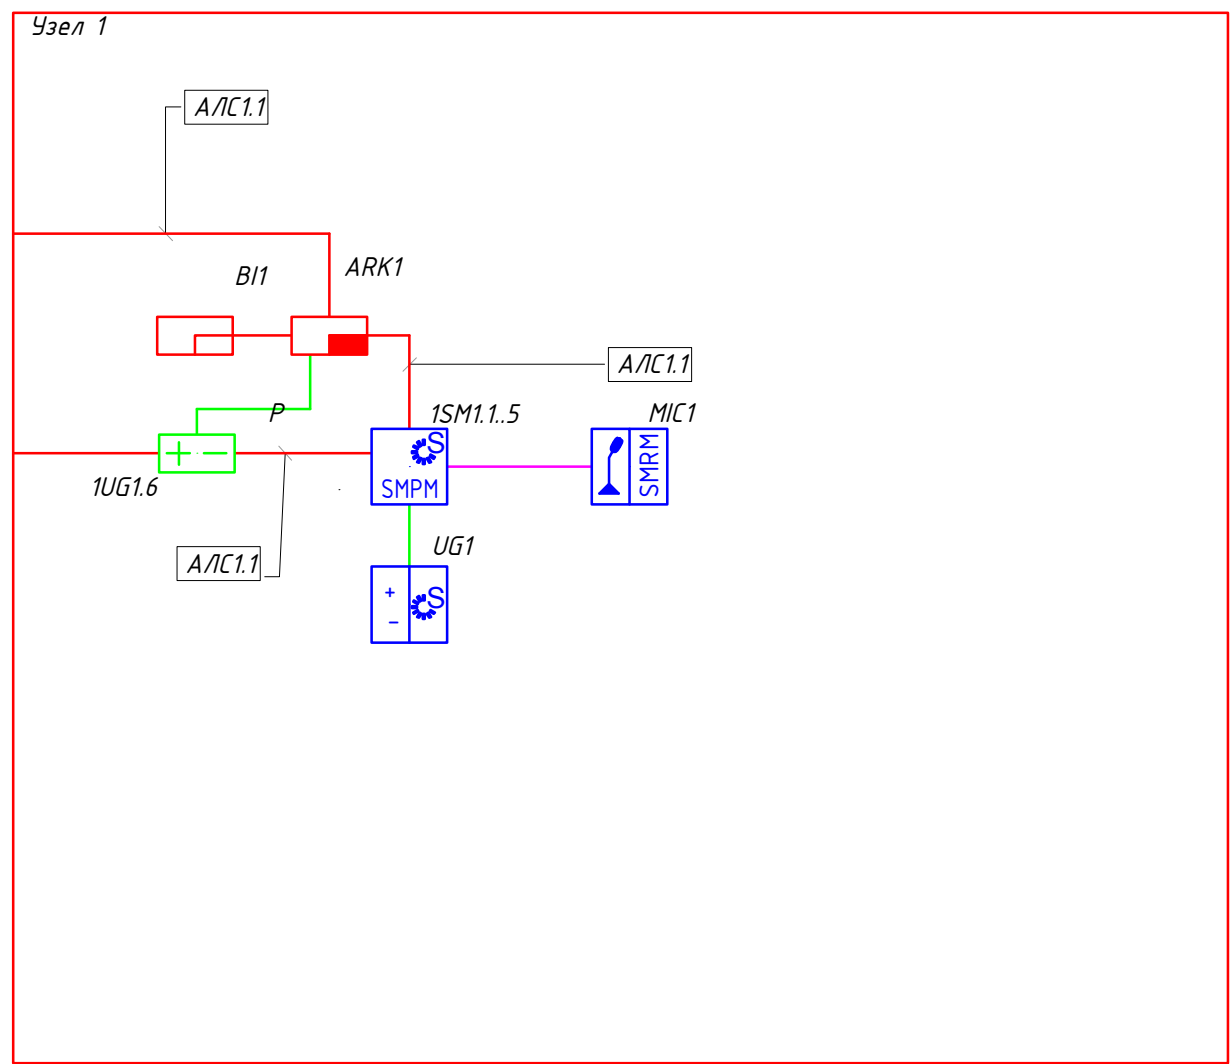 Узел 1
АЛС1.1
BI1
ARK1
АЛС1.1
P
1SM1.1..5
MIC1
S
SMPM
SMRM
1UG1.6
АЛС1.1
UG1
+
S
-